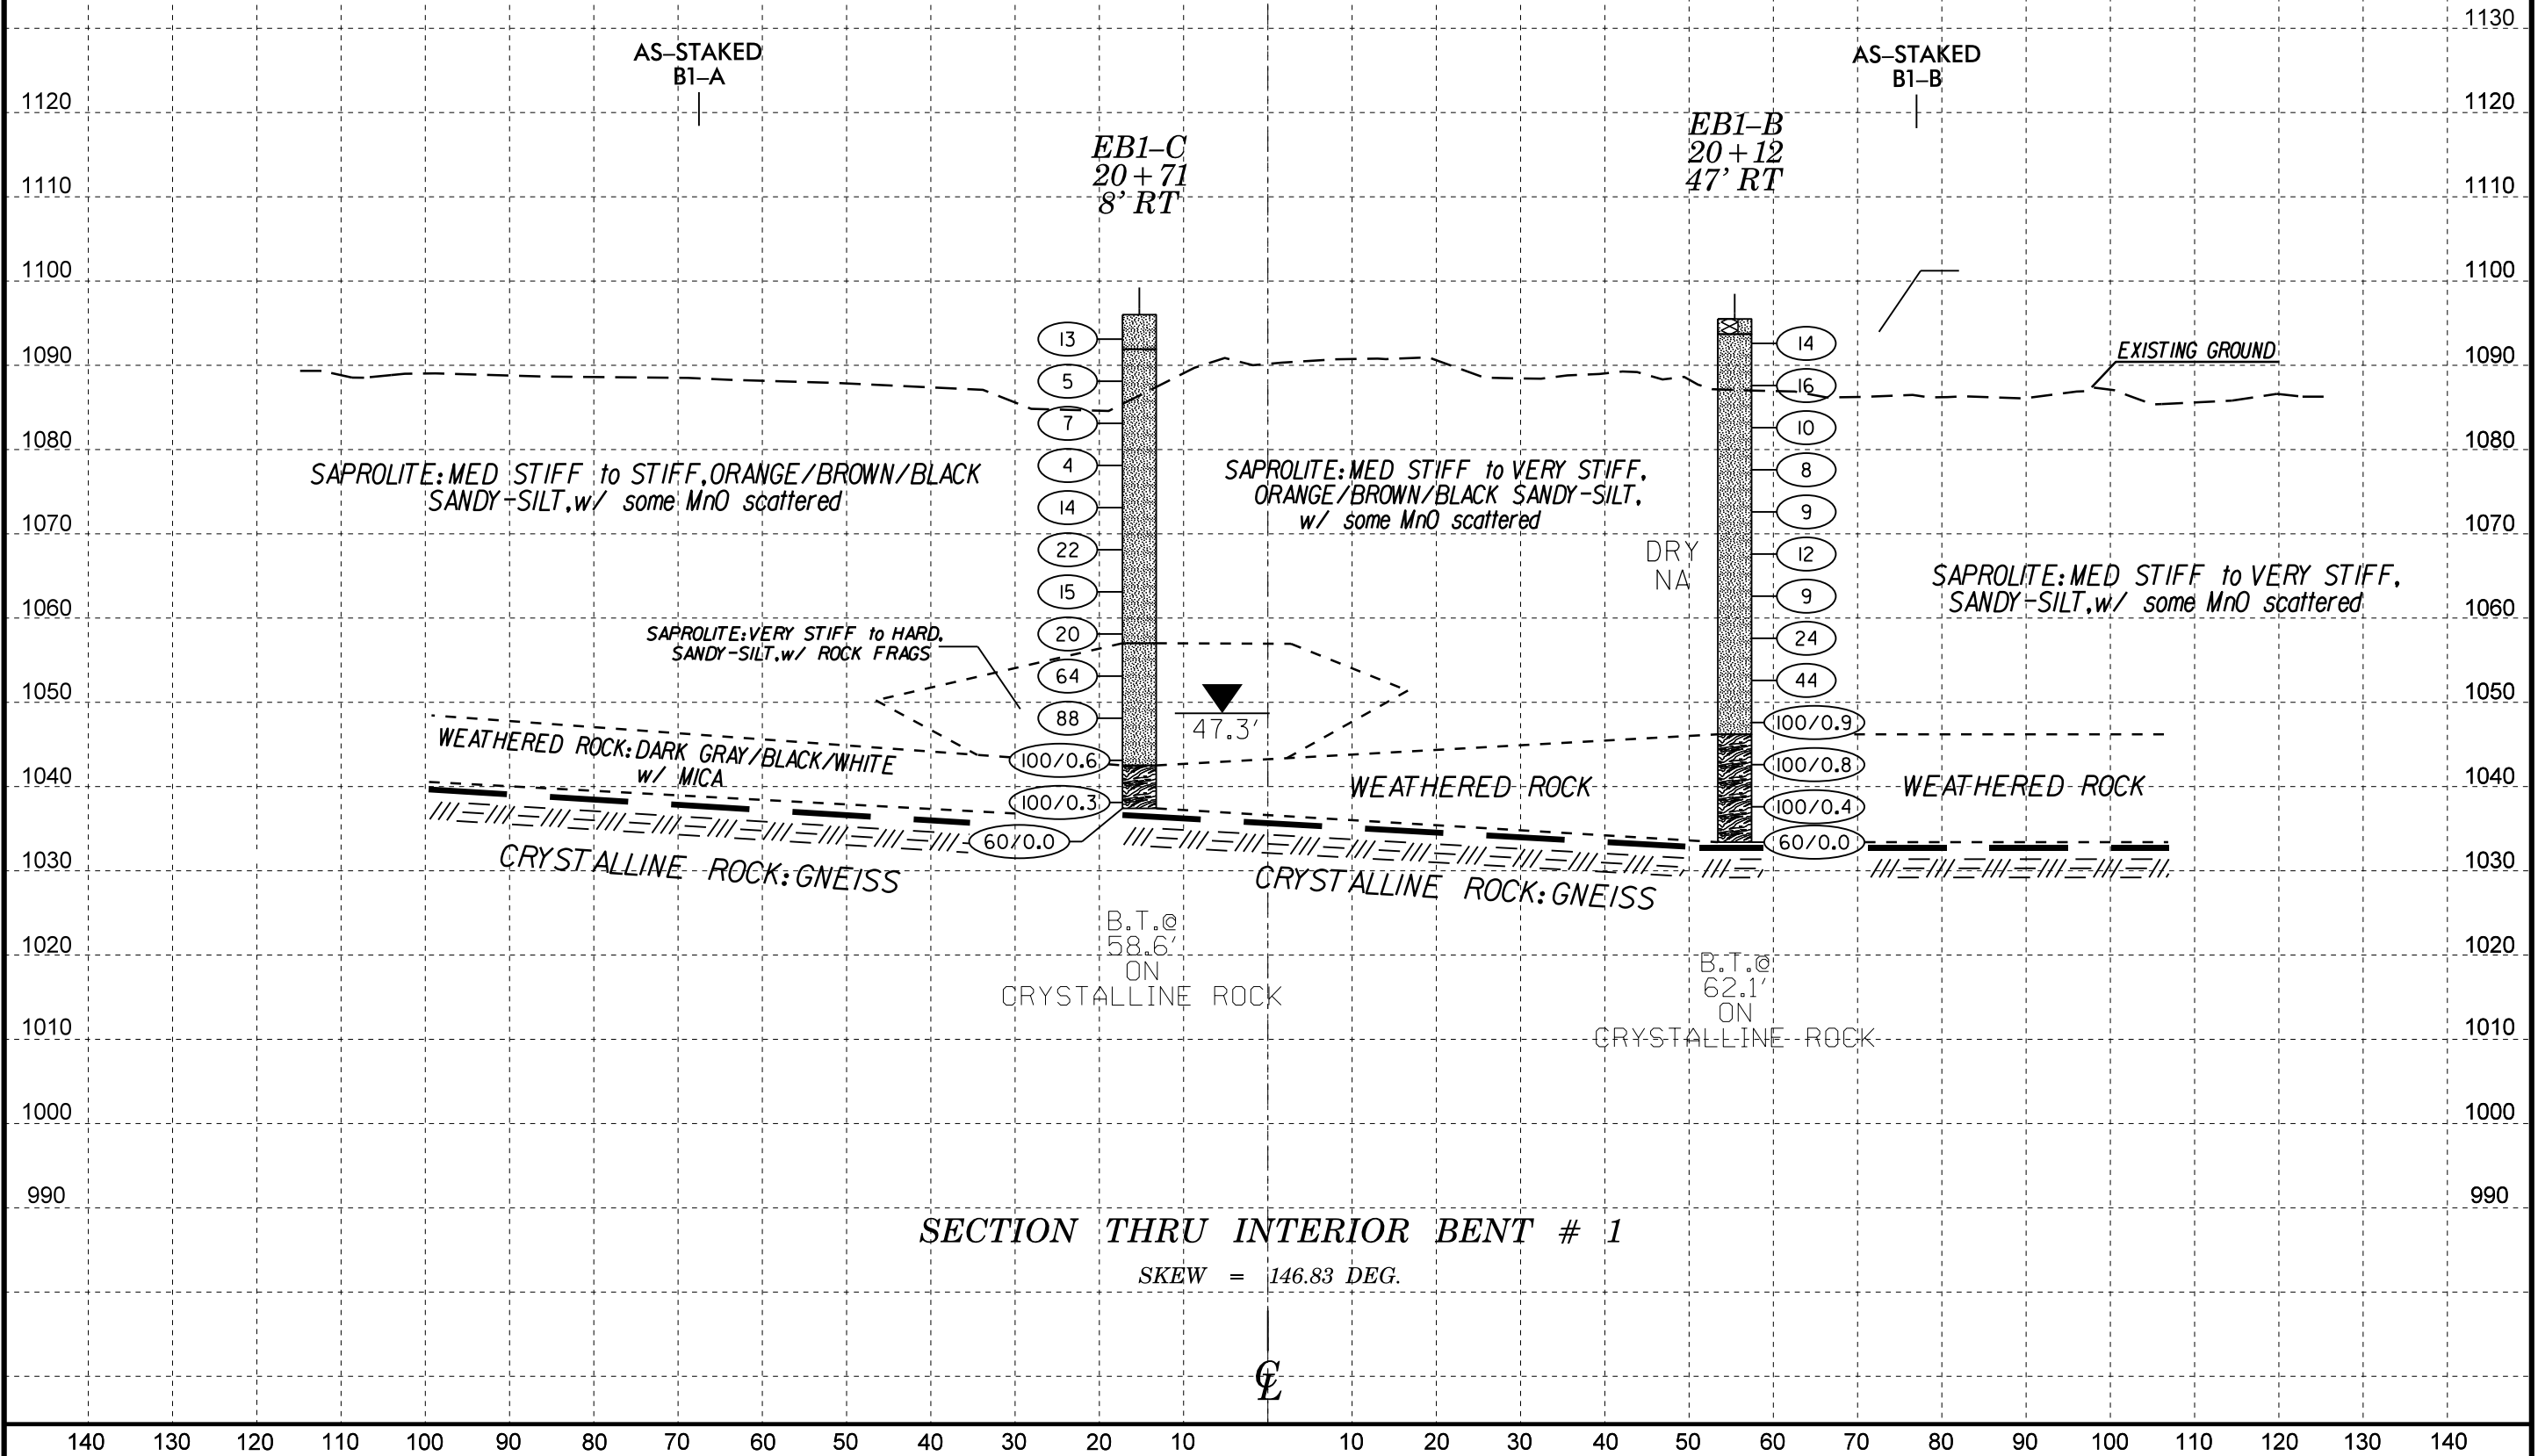 1130 1130
AS–STAKED
B1–A
AS–STAKED
B1–B
1120 1120
EB1–C
20+71
8' RT
EB1–B
20+12
47' RT
1110 1110
1100 1100
13
14
EXISTING GROUND
1090 1090
5
16
7
10
1080 1080
4
8
SAPROLITE: MED STIFF to STIFF, ORANGE/BROWN/BLACK
SANDY-SILT, w/ some MnO scattered
SAPROLITE: MED STIFF to VERY STIFF,
ORANGE/BROWN/BLACK SANDY-SILT,
w/ some MnO scattered
14
9
1070 1070
22
12
DRY
NA
SAPROLITE: MED STIFF to VERY STIFF,
SANDY-SILT, w/ some MnO scattered
15
9
1060 1060
20
24
SAPROLITE: VERY STIFF to HARD,
SANDY-SILT, w/ ROCK FRAGS
64
44
1050 1050
88
47.3'
100/0.9
WEATHERED ROCK: DARK GRAY/BLACK/WHITE
w/ MICA
100/0.6
100/0.8
1040 1040
WEATHERED ROCK
WEATHERED ROCK
100/0.3
100/0.4
60/0.0
60/0.0
1030 1030
CRYSTALLINE ROCK: GNEISS
CRYSTALLINE ROCK: GNEISS
B.T.@
58.6'
ON
CRYSTALLINE ROCK
1020 1020
B.T.@
62.1'
ON
CRYSTALLINE ROCK
1010 1010
1000 1000
990 990
SECTION THRU INTERIOR BENT # 1
SKEW = 146.83 DEG.
℄
140 130 120 110 100 90 80 70 60 50 40 30 20 10 10 20 30 40 50 60 70 80 90 100 110 120 130 140